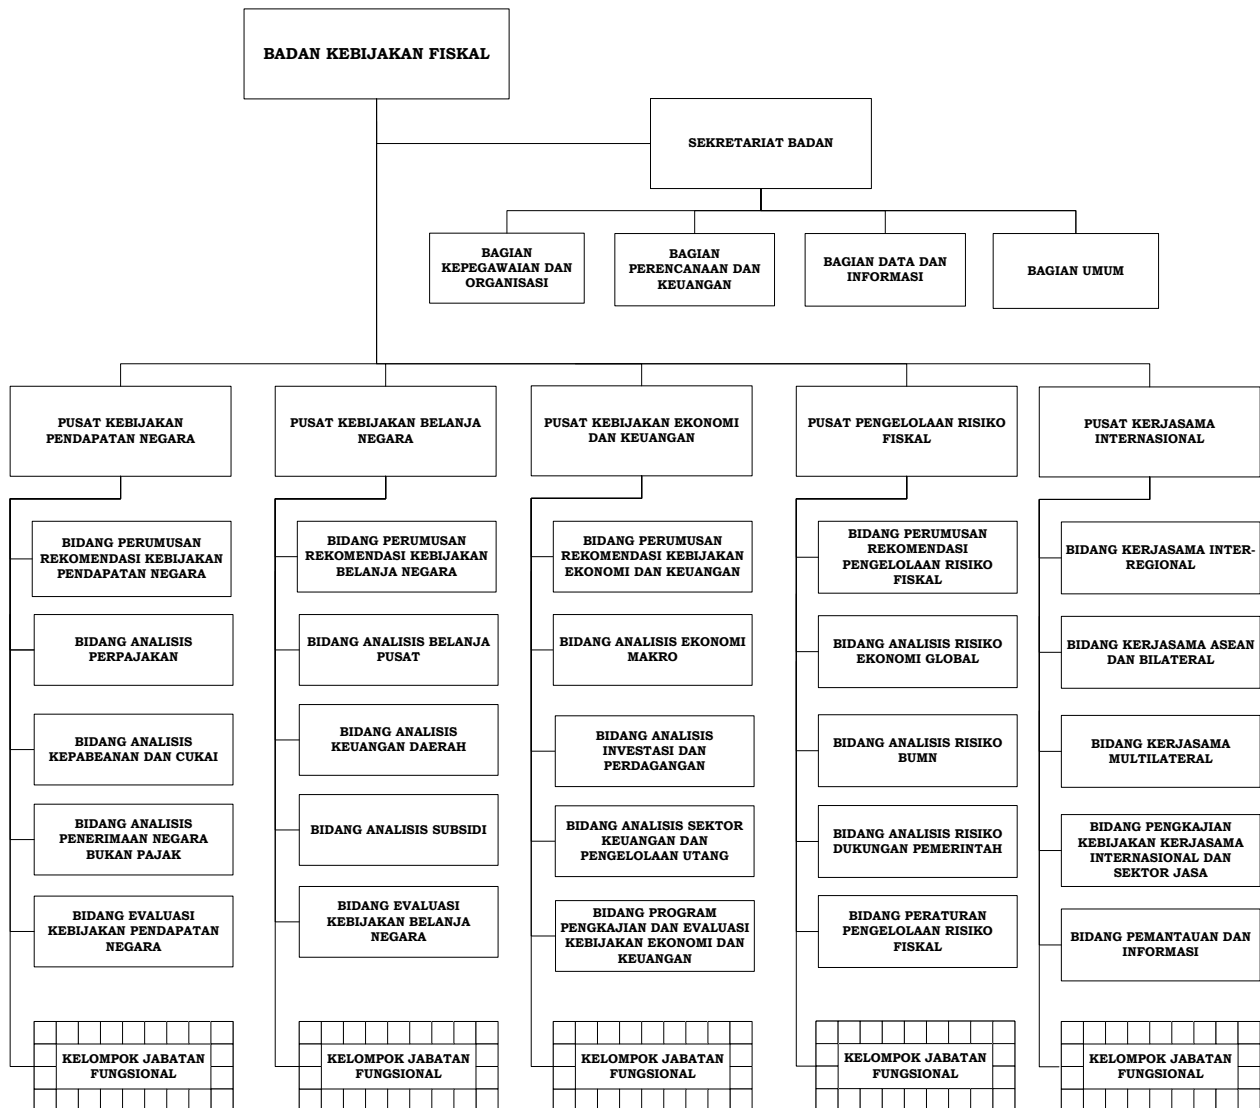 BADAN KEBIJAKAN FISKAL
SEKRETARIAT BADAN
BAGIAN
KEPEGAWAIAN DAN
ORGANISASI
BAGIAN
PERENCANAAN DAN
KEUANGAN
BAGIAN DATA DAN
INFORMASI
BAGIAN UMUM
PUSAT KEBIJAKAN
PENDAPATAN NEGARA
PUSAT KEBIJAKAN BELANJA
NEGARA
PUSAT KEBIJAKAN EKONOMI
DAN KEUANGAN
PUSAT PENGELOLAAN RISIKO
FISKAL
PUSAT KERJASAMA
INTERNASIONAL
BIDANG PERUMUSAN
REKOMENDASI KEBIJAKAN
PENDAPATAN NEGARA
BIDANG ANALISIS
PERPAJAKAN
BIDANG ANALISIS
KEPABEANAN DAN CUKAI
BIDANG ANALISIS
PENERIMAAN NEGARA
BUKAN PAJAK
BIDANG EVALUASI
KEBIJAKAN PENDAPATAN
NEGARA
KELOMPOK JABATAN
FUNGSIONAL
BIDANG PERUMUSAN
REKOMENDASI KEBIJAKAN
BELANJA NEGARA
BIDANG ANALISIS BELANJA
PUSAT
BIDANG ANALISIS
KEUANGAN DAERAH
BIDANG ANALISIS SUBSIDI
BIDANG EVALUASI
KEBIJAKAN BELANJA
NEGARA
KELOMPOK JABATAN
FUNGSIONAL
BIDANG PERUMUSAN
REKOMENDASI KEBIJAKAN
EKONOMI DAN KEUANGAN
BIDANG ANALISIS EKONOMI
MAKRO
BIDANG ANALISIS
INVESTASI DAN
PERDAGANGAN
BIDANG ANALISIS SEKTOR
KEUANGAN DAN
PENGELOLAAN UTANG
BIDANG PROGRAM
PENGKAJIAN DAN EVALUASI
KEBIJAKAN EKONOMI DAN
KEUANGAN
KELOMPOK JABATAN
FUNGSIONAL
BIDANG PERUMUSAN
REKOMENDASI
PENGELOLAAN RISIKO
FISKAL
BIDANG ANALISIS RISIKO
EKONOMI GLOBAL
BIDANG ANALISIS RISIKO
BUMN
BIDANG ANALISIS RISIKO
DUKUNGAN PEMERINTAH
BIDANG PERATURAN
PENGELOLAAN RISIKO
FISKAL
KELOMPOK JABATAN
FUNGSIONAL
BIDANG KERJASAMA INTER-
REGIONAL
BIDANG KERJASAMA ASEAN
DAN BILATERAL
BIDANG KERJASAMA
MULTILATERAL
BIDANG PENGKAJIAN
KEBIJAKAN KERJASAMA
INTERNASIONAL DAN
SEKTOR JASA
BIDANG PEMANTAUAN DAN
INFORMASI
KELOMPOK JABATAN
FUNGSIONAL